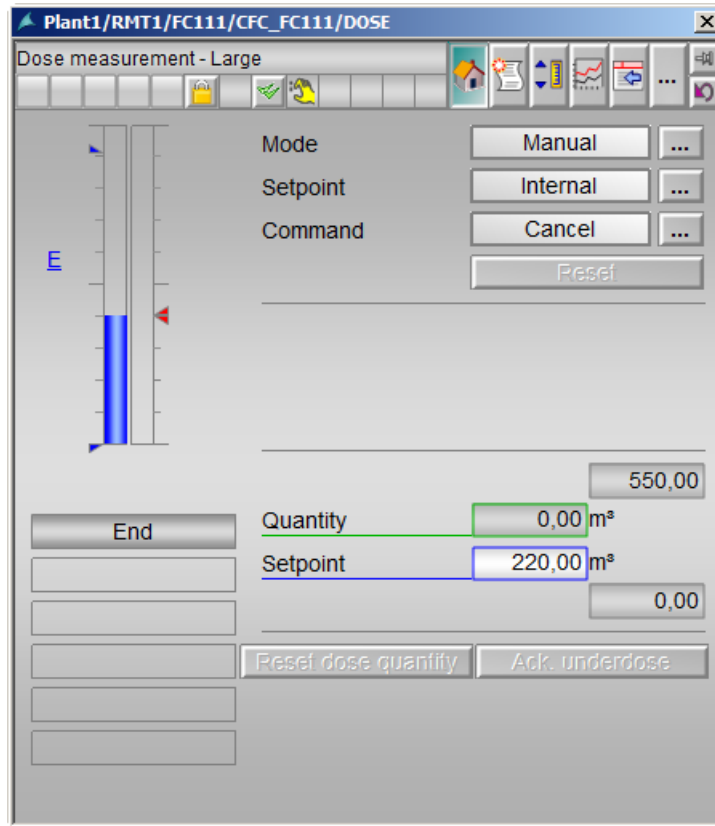 Plant1/RMT1/FC111/CFC_FC111/DOSE
Dose measurement - Large
...
Mode Manual ...
Setpoint Internal ...
Command Cancel ...
Reset
E
550,00
End
Quantity 0,00 m³
Setpoint 220,00 m³
0,00
Reset dose quantity Ack. underdose